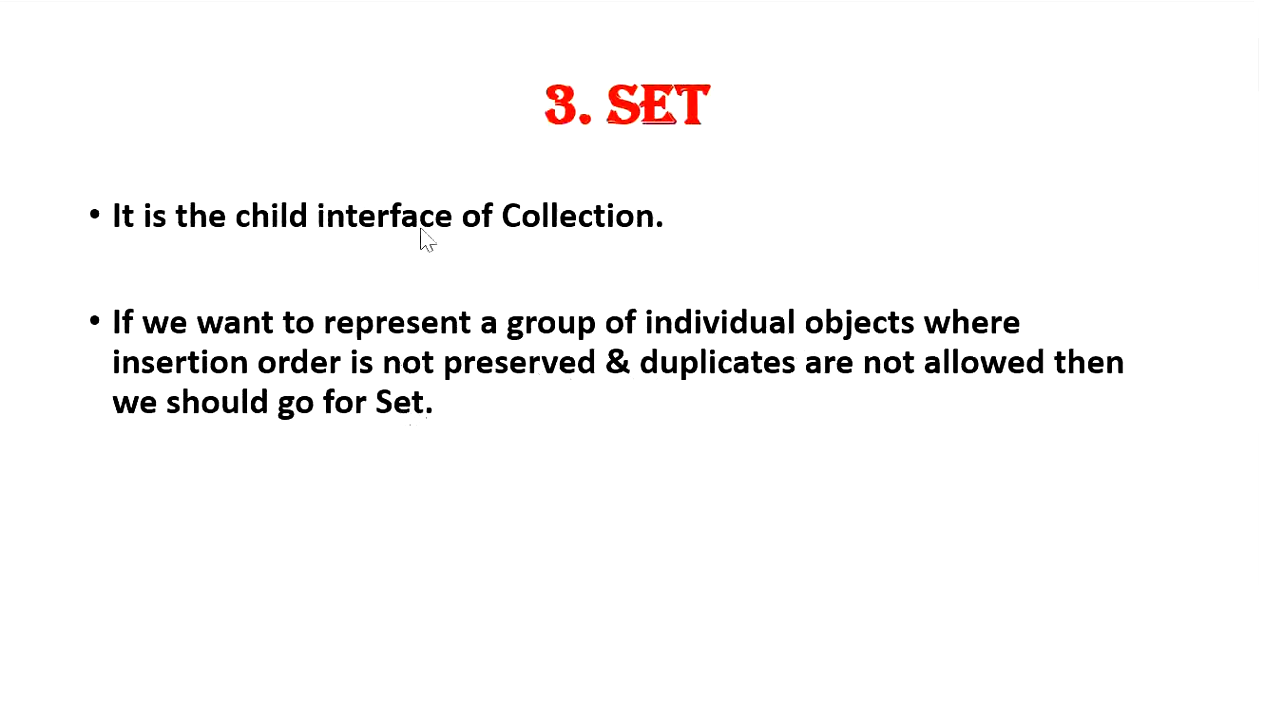 3. SET
• It is the child interface of Collection.
• If we want to represent a group of individual objects where
insertion order is not preserved & duplicates are not allowed then
we should go for Set.